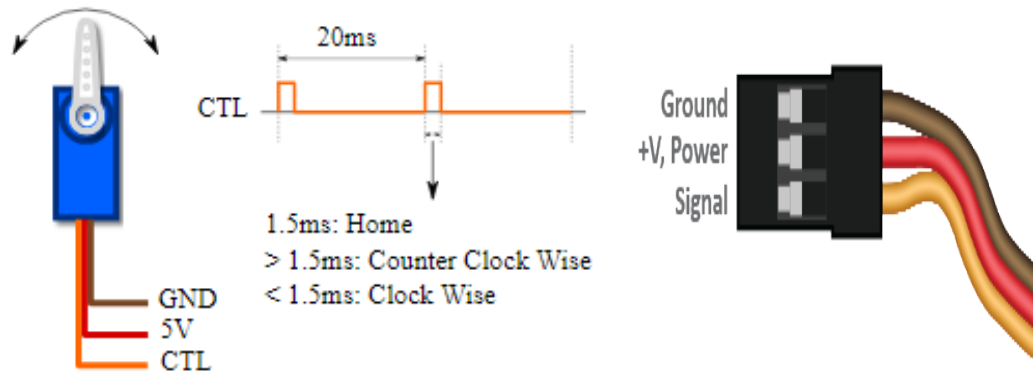 20ms
CTL
1.5ms: Home
> 1.5ms: Counter Clock Wise
< 1.5ms: Clock Wise
GND
5V
CTL
Ground
+V, Power
Signal